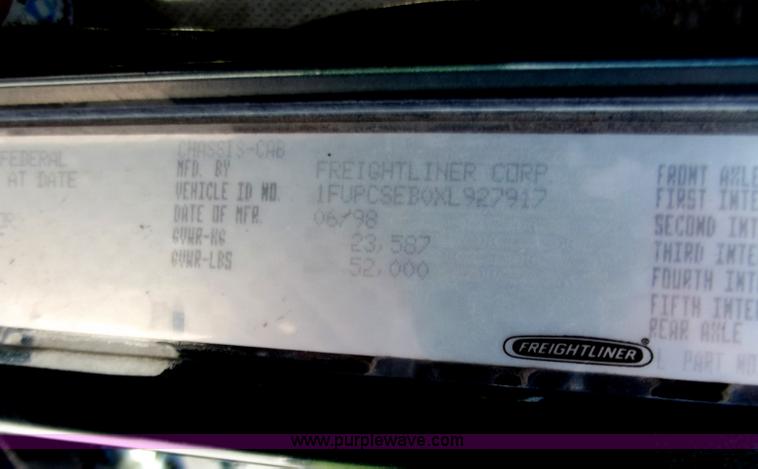 FEDERAL
AT DATE
CHASSIS-CAB
MFD. BY FREIGHTLINER CORP
VEHICLE ID NO. 1FUPCSEB0XL927917
DATE OF MFR. 06/98
GVWR-KG 23,587
GVWR-LBS 52,000
FRONT AXLE
FIRST INTE
SECOND INT
THIRD INTE
FOURTH INT
FIFTH INTE
REAR AXLE
L PART NO
FREIGHTLINER®
www.purplewave.com